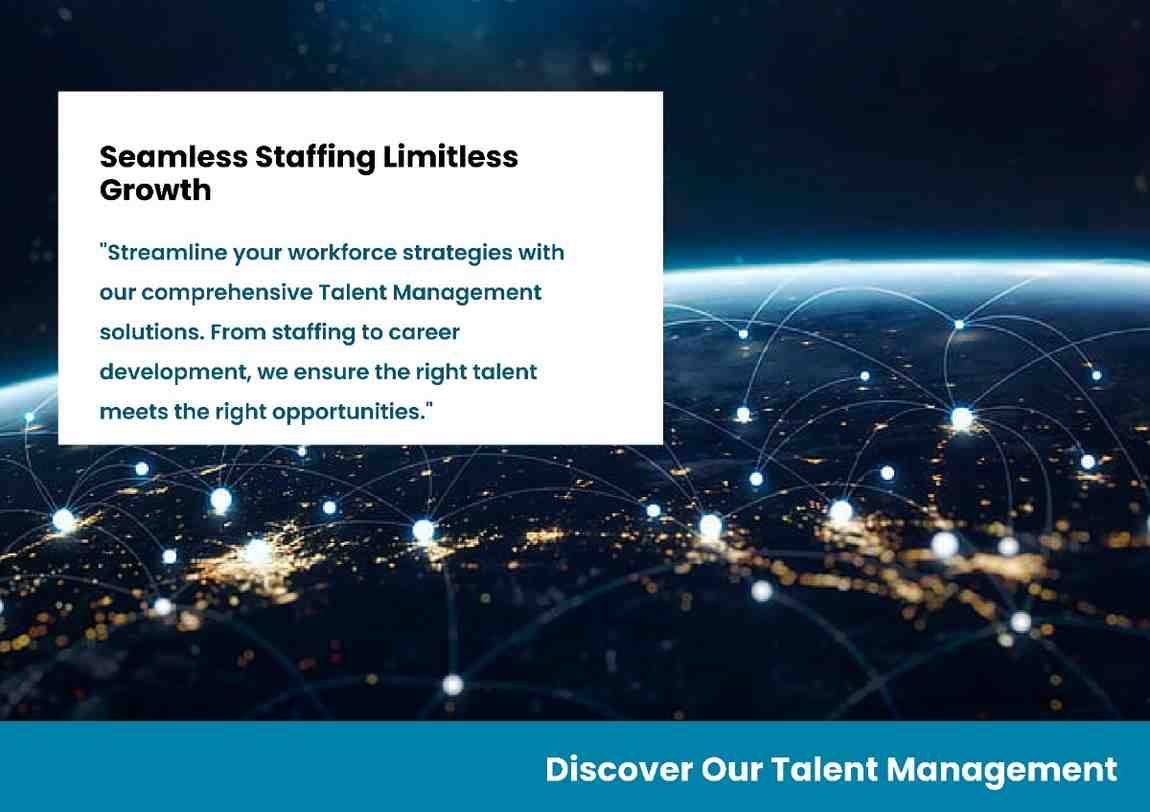 Seamless Staffing Limitless
Growth
"Streamline your workforce strategies with
our comprehensive Talent Management
solutions. From staffing to career
development, we ensure the right talent
meets the right opportunities."
Discover Our Talent Management